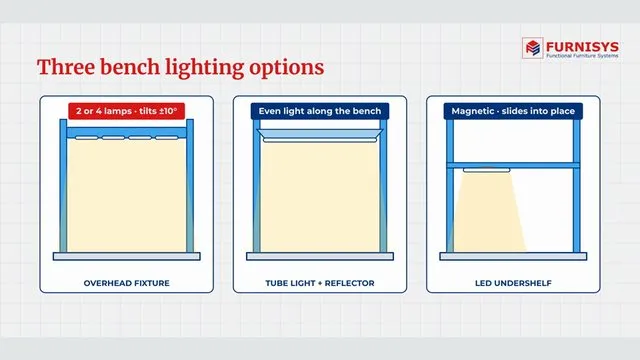 FURNISYS
Functional Furniture Systems
Three bench lighting options
2 or 4 lamps · tilts ±10°
Even light along the bench
Magnetic · slides into place
OVERHEAD FIXTURE
TUBE LIGHT + REFLECTOR
LED UNDERSHELF